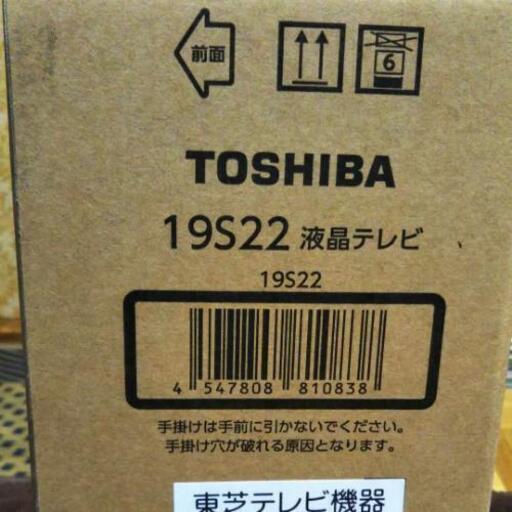 前面
6
TOSHIBA
19S22 液晶テレビ
19S22
4 547808 810838
手掛けは手前に引かないでください。
手掛け穴が破れる原因となります。
東芝テレビ機器